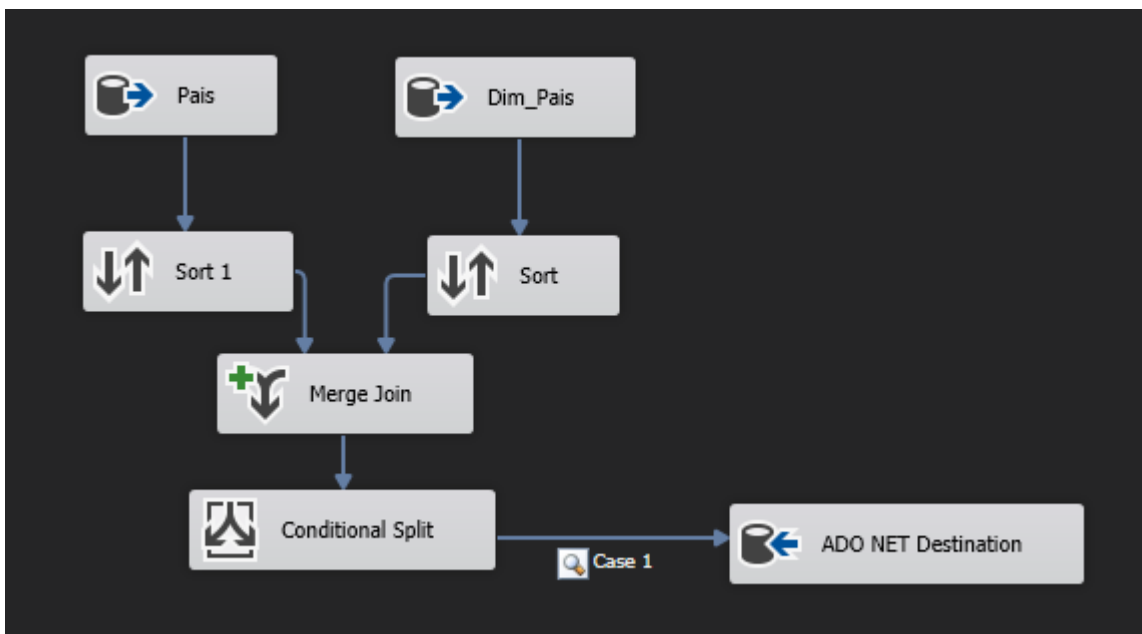 Pais
Dim_Pais
Sort 1
Sort
Merge Join
Conditional Split
Case 1
ADO NET Destination